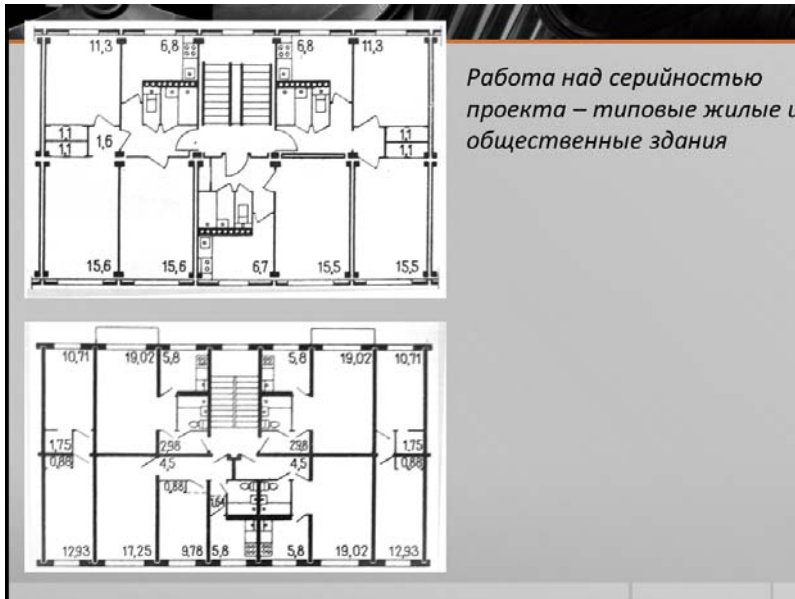 Работа над серийностью
проекта – типовые жилые и
общественные здания
11,3 6,8 6,8 11,3
1,1 1,6 1,1
1,1 1,1
15,6 15,6 6,7 15,5 15,5
10,71 19,02 5,8 5,8 19,02 10,71
1,75 2,98 2,98 1,75
0,88 4,5 4,5 0,88
0,88
12,93 17,25 9,78 5,8 5,8 19,02 12,93